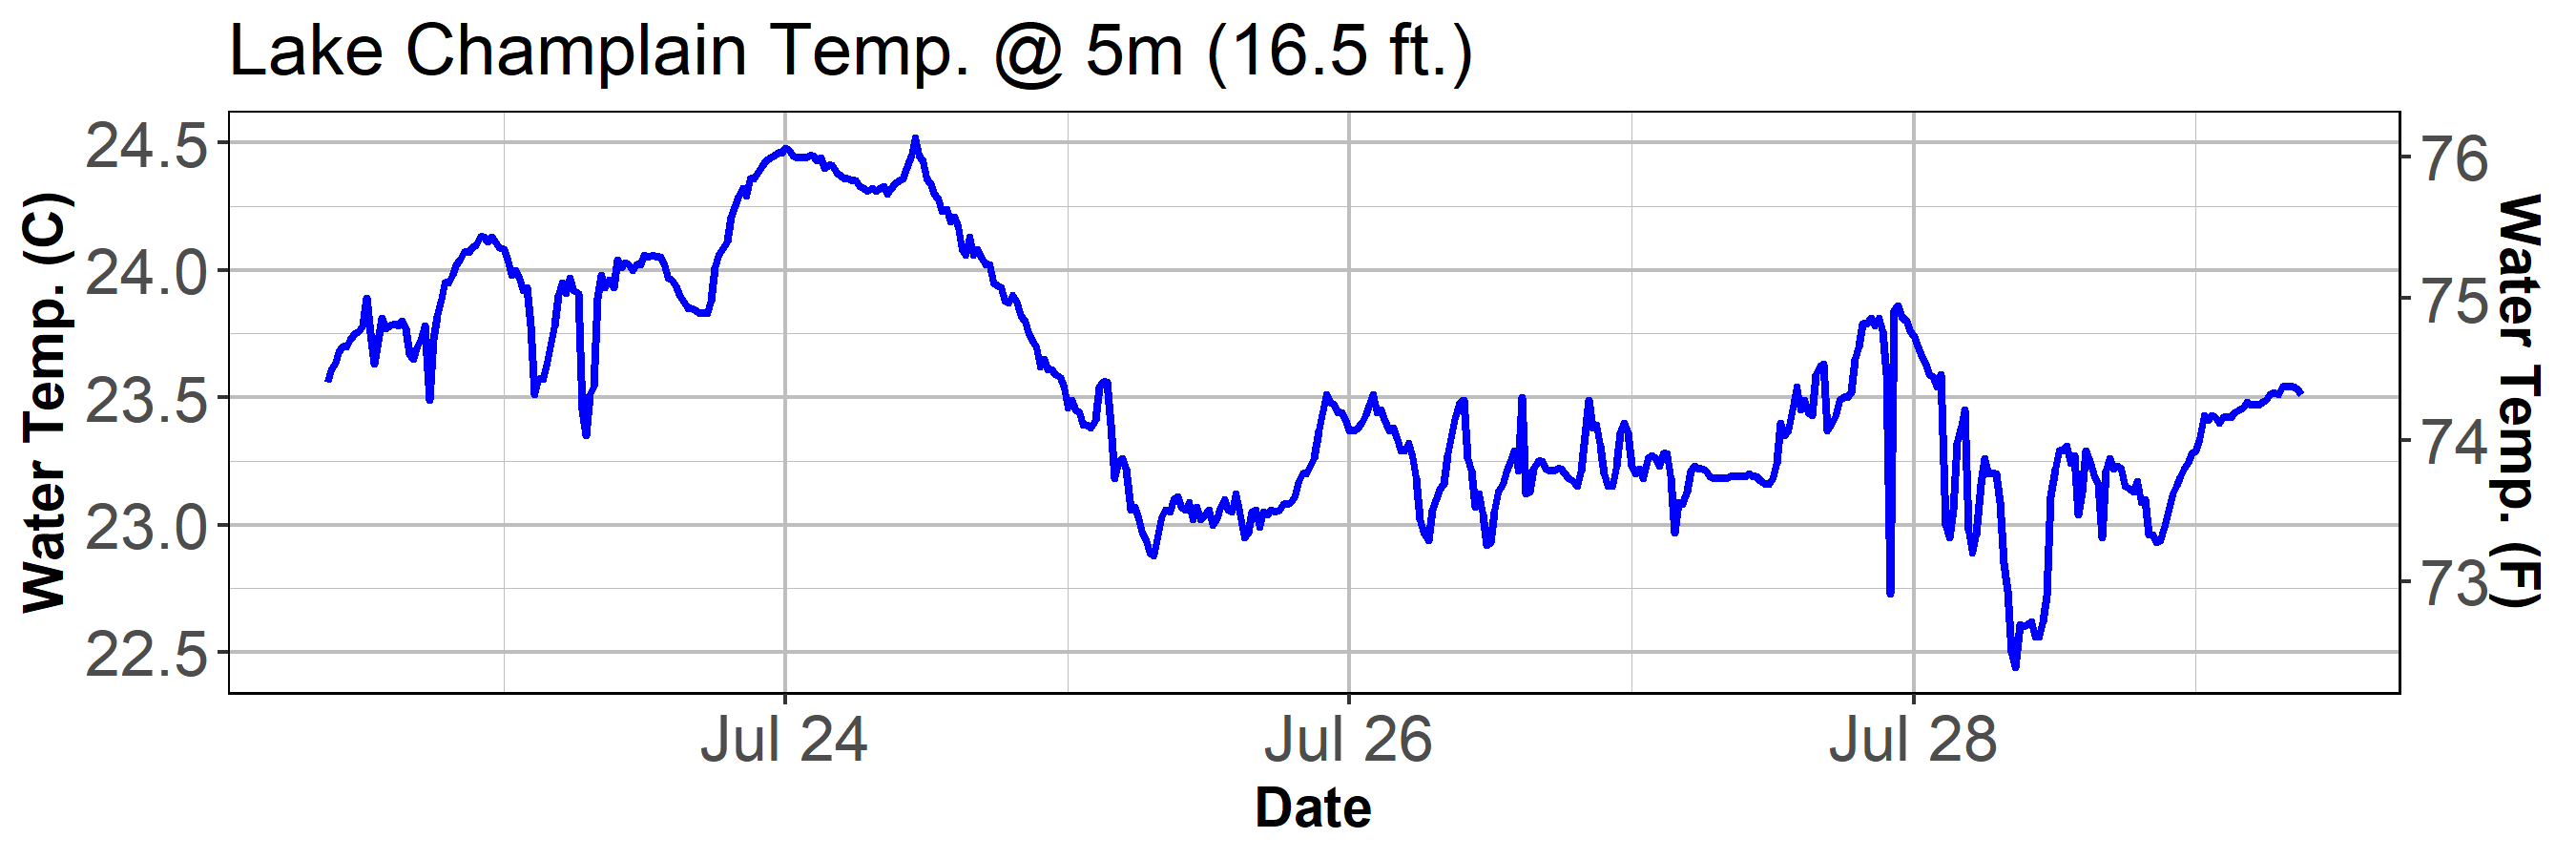 Lake Champlain Temp. @ 5m (16.5 ft.)
Water Temp. (C)
24.5
24.0
23.5
23.0
22.5
76
75
74
73
Water Temp. (F)
Jul 24
Jul 26
Jul 28
Date